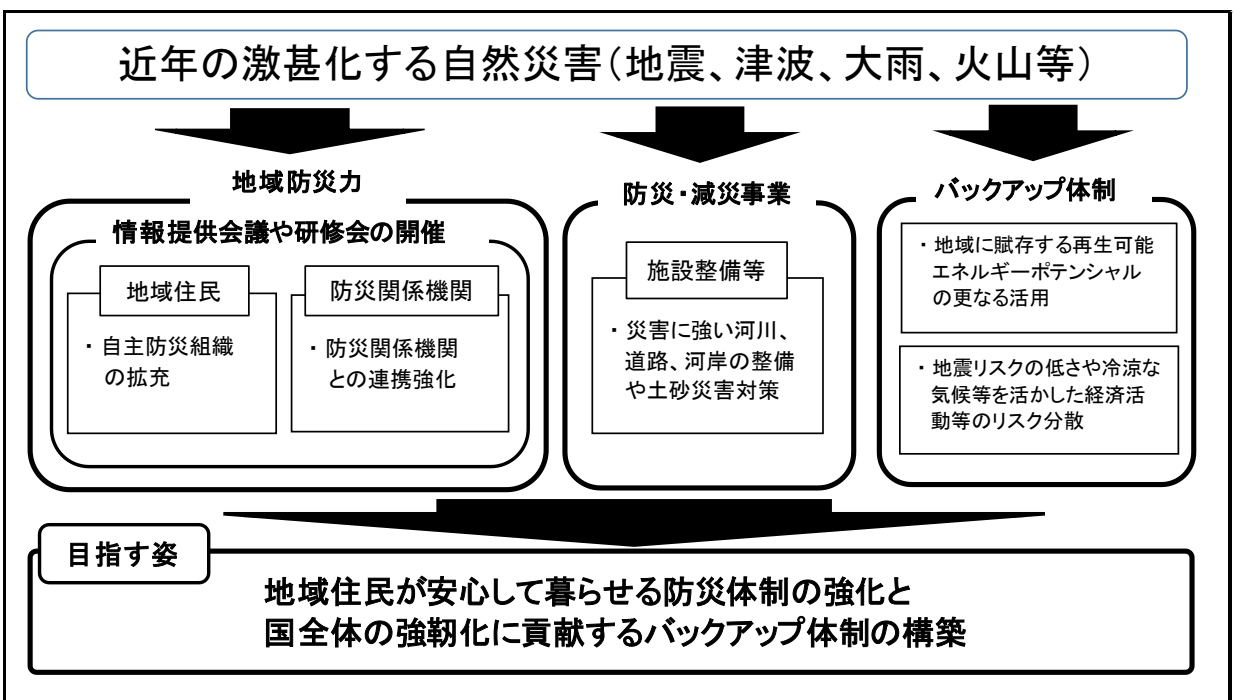 近年の激甚化する自然災害（地震、津波、大雨、火山等）
地域防災力
情報提供会議や研修会の開催
地域住民
・自主防災組織
の拡充
防災関係機関
・防災関係機関
との連携強化
防災・減災事業
施設整備等
・災害に強い河川、
道路、河岸の整備
や土砂災害対策
バックアップ体制
・地域に賦存する再生可能
エネルギーポテンシャル
の更なる活用
・地震リスクの低さや冷涼な
気候等を活かした経済活
動等のリスク分散
目指す姿
地域住民が安心して暮らせる防災体制の強化と
国全体の強靭化に貢献するバックアップ体制の構築